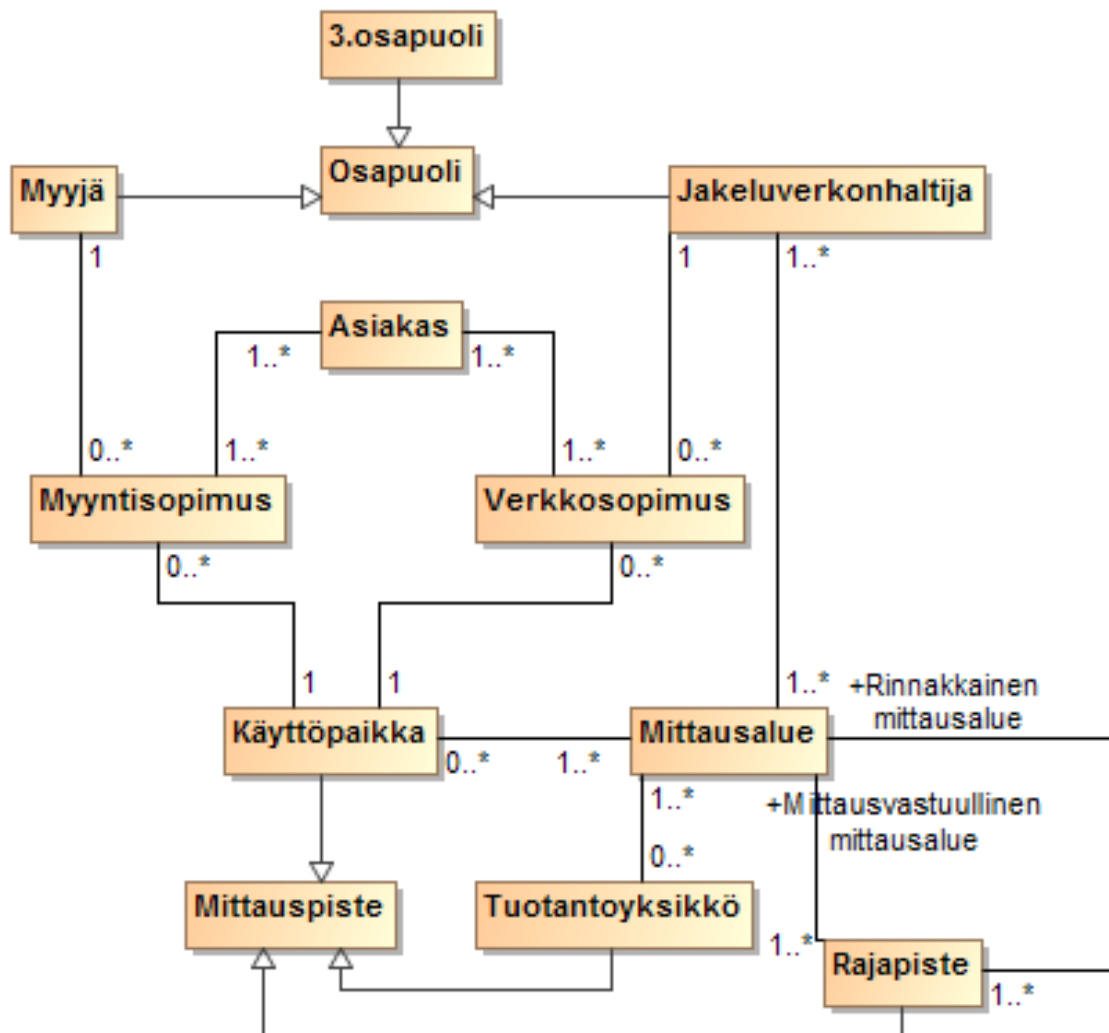 3.osapuoli
Osapuoli
Myyjä
Jakeluverkonhaltija
1
1
1..*
Asiakas
1..*
1..*
0..*
1..*
1..*
0..*
Myyntisopimus
Verkkosopimus
0..*
0..*
1
1
1..*
+Rinnakkainen
mittausalue
Käyttöpaikka
Mittausalue
0..*
1..*
1..*
+Mittausvastuullinen
mittausalue
0..*
Mittauspiste
Tuotantoyksikkö
1..*
Rajapiste
1..*